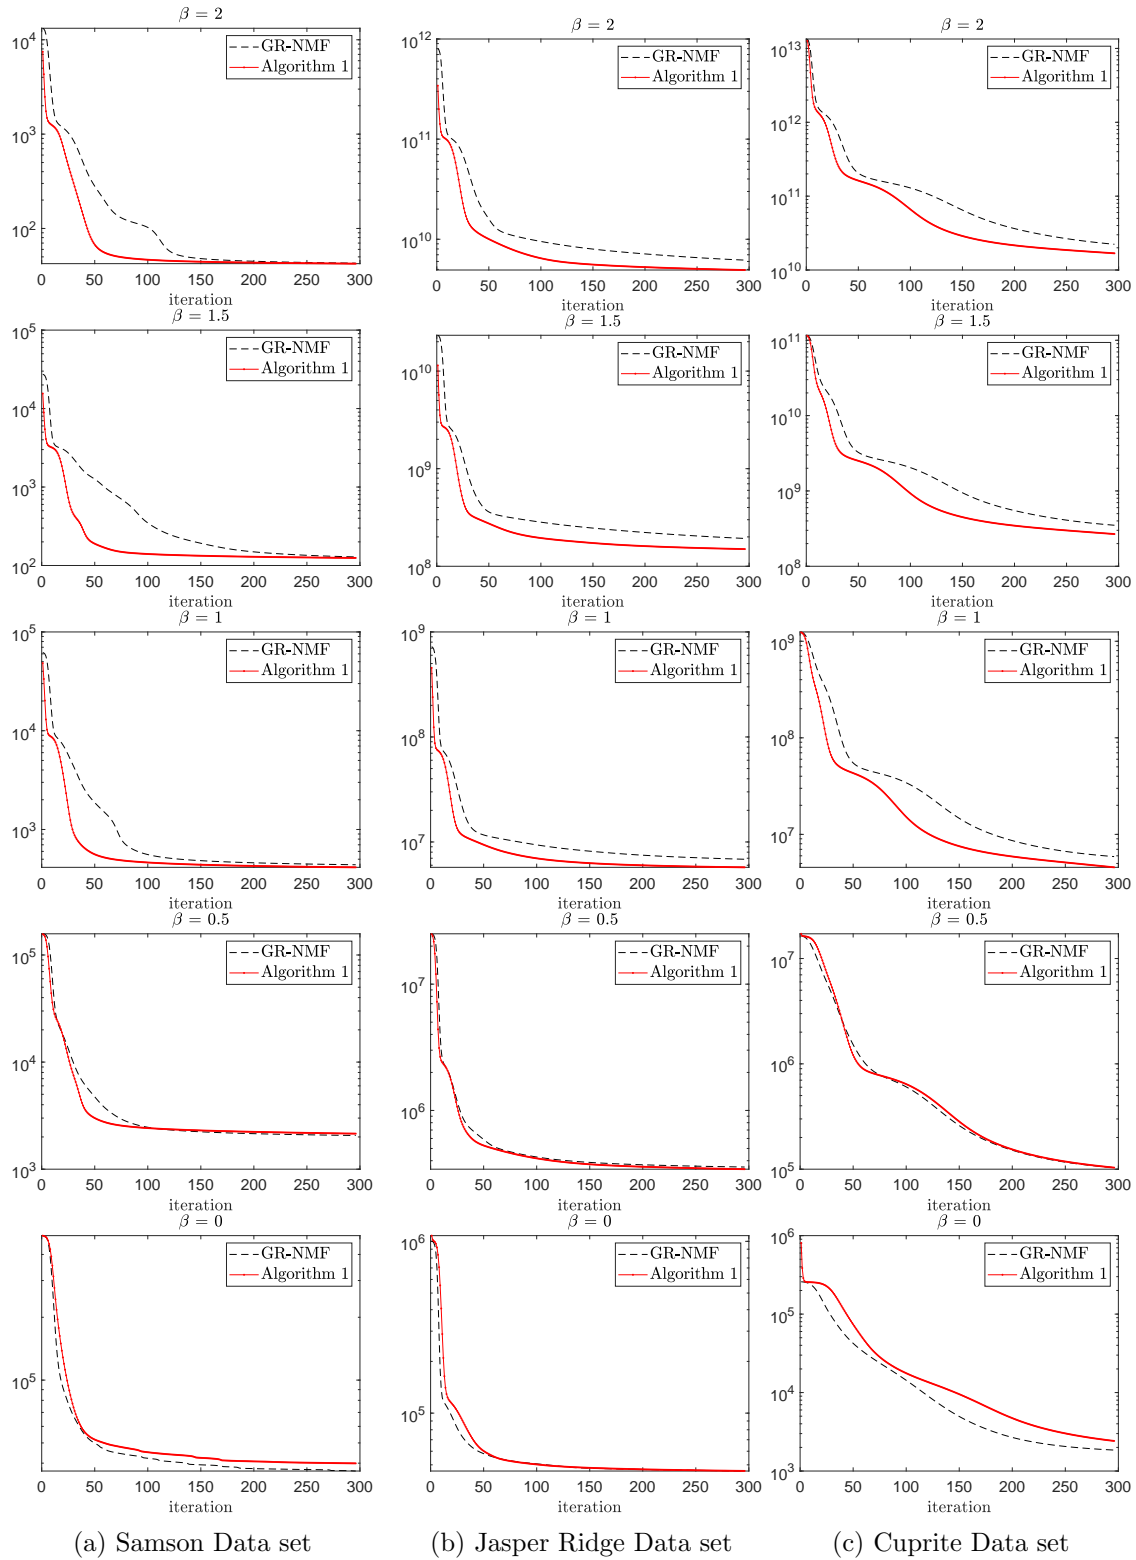 β = 2
β = 2
β = 2
GR-NMF
Algorithm 1
10^4
10^3
10^2
0 50 100 150 200 250 300
iteration
GR-NMF
Algorithm 1
10^12
10^11
10^10
0 50 100 150 200 250 300
iteration
GR-NMF
Algorithm 1
10^13
10^12
10^11
10^10
0 50 100 150 200 250 300
iteration
β = 1.5
β = 1.5
β = 1.5
GR-NMF
Algorithm 1
10^5
10^4
10^3
10^2
0 50 100 150 200 250 300
iteration
GR-NMF
Algorithm 1
10^10
10^9
10^8
0 50 100 150 200 250 300
iteration
GR-NMF
Algorithm 1
10^11
10^10
10^9
10^8
0 50 100 150 200 250 300
iteration
β = 1
β = 1
β = 1
GR-NMF
Algorithm 1
10^5
10^4
10^3
0 50 100 150 200 250 300
iteration
GR-NMF
Algorithm 1
10^9
10^8
10^7
0 50 100 150 200 250 300
iteration
GR-NMF
Algorithm 1
10^9
10^8
10^7
0 50 100 150 200 250 300
iteration
β = 0.5
β = 0.5
β = 0.5
GR-NMF
Algorithm 1
10^5
10^4
10^3
0 50 100 150 200 250 300
iteration
GR-NMF
Algorithm 1
10^7
10^6
0 50 100 150 200 250 300
iteration
GR-NMF
Algorithm 1
10^7
10^6
10^5
0 50 100 150 200 250 300
iteration
β = 0
β = 0
β = 0
GR-NMF
Algorithm 1
10^5
0 50 100 150 200 250 300
iteration
GR-NMF
Algorithm 1
10^6
10^5
0 50 100 150 200 250 300
iteration
GR-NMF
Algorithm 1
10^6
10^5
10^4
10^3
0 50 100 150 200 250 300
iteration
(a) Samson Data set
(b) Jasper Ridge Data set
(c) Cuprite Data set